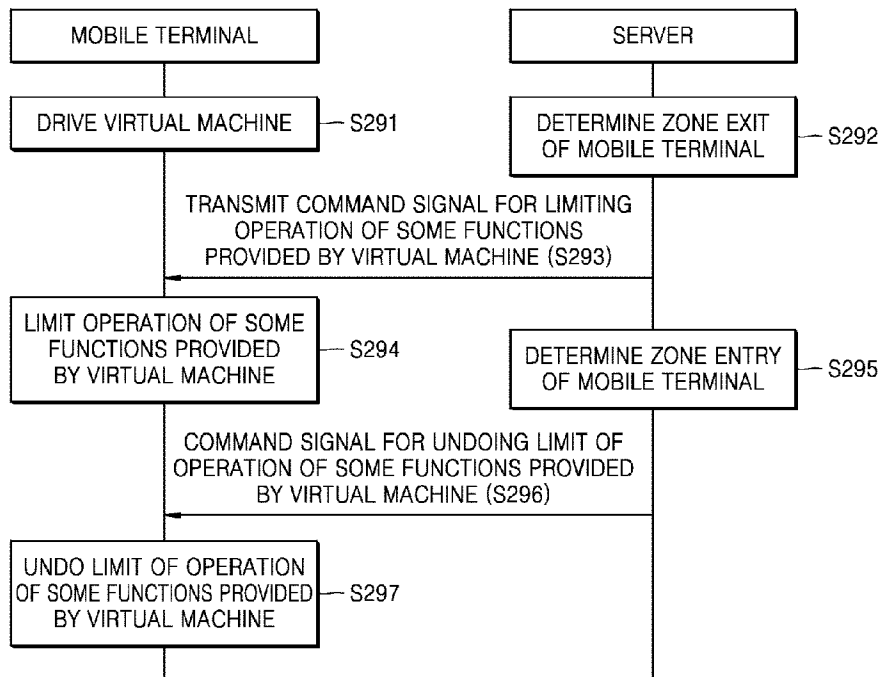 MOBILE TERMINAL
SERVER
DRIVE VIRTUAL MACHINE
S291
DETERMINE ZONE EXIT
OF MOBILE TERMINAL
S292
TRANSMIT COMMAND SIGNAL FOR LIMITING
OPERATION OF SOME FUNCTIONS
PROVIDED BY VIRTUAL MACHINE (S293)
LIMIT OPERATION OF SOME
FUNCTIONS PROVIDED
BY VIRTUAL MACHINE
S294
DETERMINE ZONE ENTRY
OF MOBILE TERMINAL
S295
COMMAND SIGNAL FOR UNDOING LIMIT OF
OPERATION OF SOME FUNCTIONS PROVIDED
BY VIRTUAL MACHINE (S296)
UNDO LIMIT OF OPERATION
OF SOME FUNCTIONS PROVIDED
BY VIRTUAL MACHINE
S297